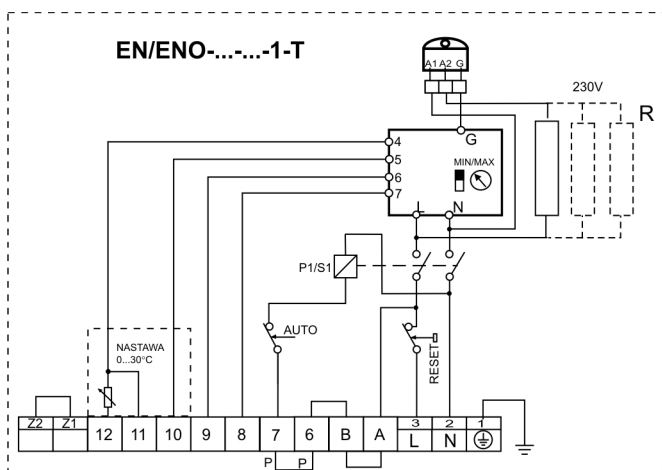 EN/ENO-...-...-1-T
A1 A2 G
230V
R
G
4
5
6
7
MIN/MAX
L N
P1/S1
AUTO
RESET
NASTAWA
0...30°C
Z2 Z1 12 11 10 9 8 7 6 B A 3 2 1
L N
P P